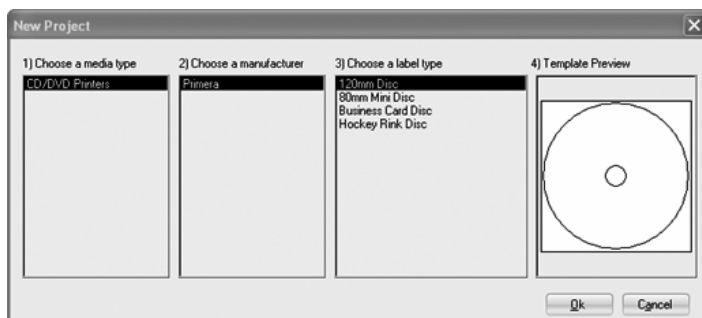 New Project
1) Choose a media type
2) Choose a manufacturer
3) Choose a label type
4) Template Preview
CD/DVD Printers
Primera
120mm Disc
80mm Mini Disc
Business Card Disc
Hockey Rink Disc
Ok
Cancel